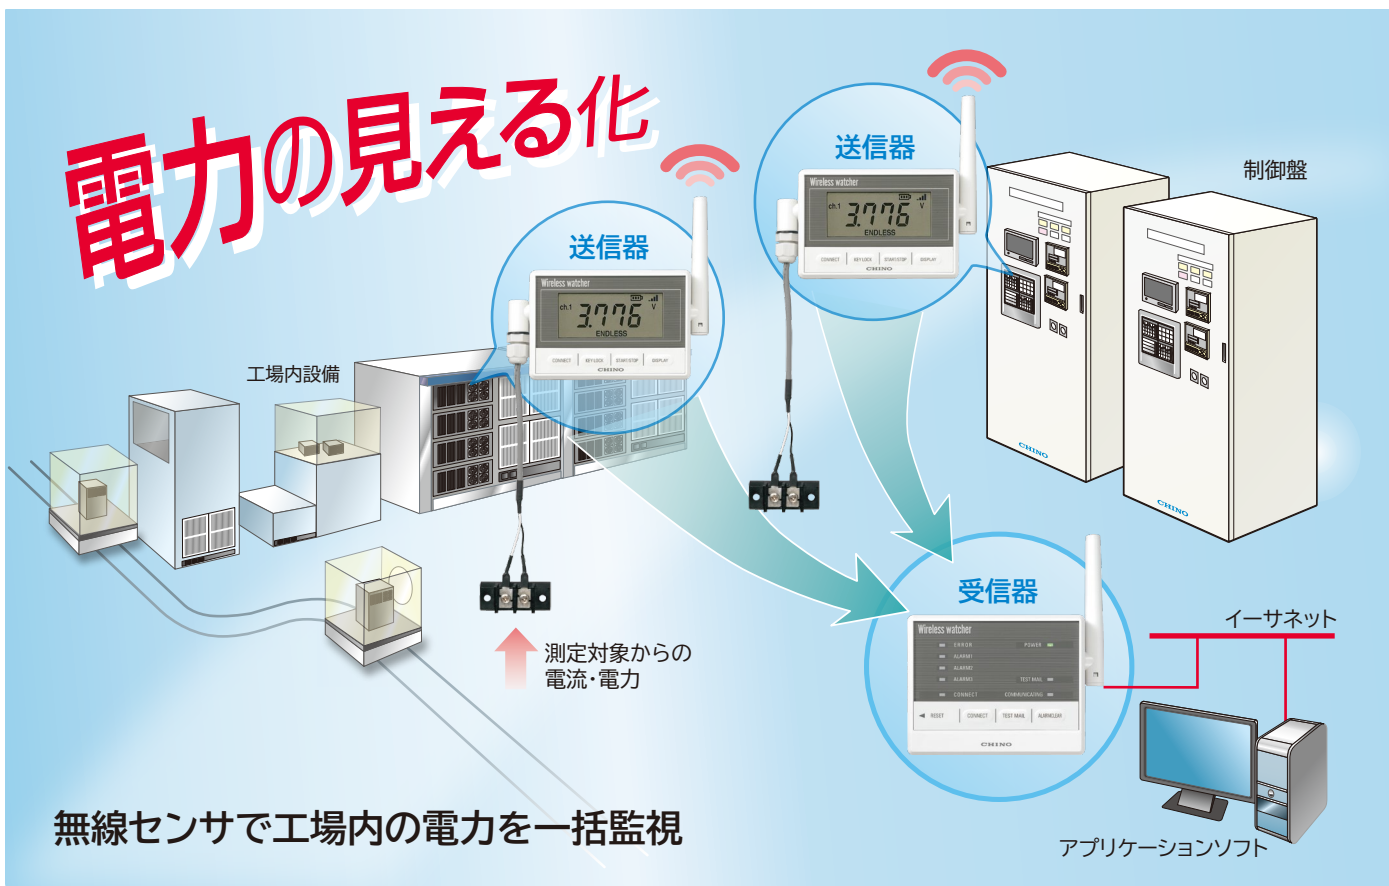 電力の見える化
送信器
Wireless watcher
ch.1
3.776
V
ENDLESS
CONNECT
KEY LOCK
START/STOP
DISPLAY
CHINO
制御盤
送信器
Wireless watcher
ch.1
3.776
V
ENDLESS
CONNECT
KEY LOCK
START/STOP
DISPLAY
CHINO
工場内設備
CHINO
CHINO
測定対象からの
電流・電力
受信器
Wireless watcher
ERROR
POWER
ALARM1
ALARM2
ALARM3
TEST MAIL
CONNECT
COMMUNICATING
RESET
CONNECT
TEST MAIL
ALARM CLEAR
CHINO
イーサネット
アプリケーションソフト
無線センサで工場内の電力を一括監視